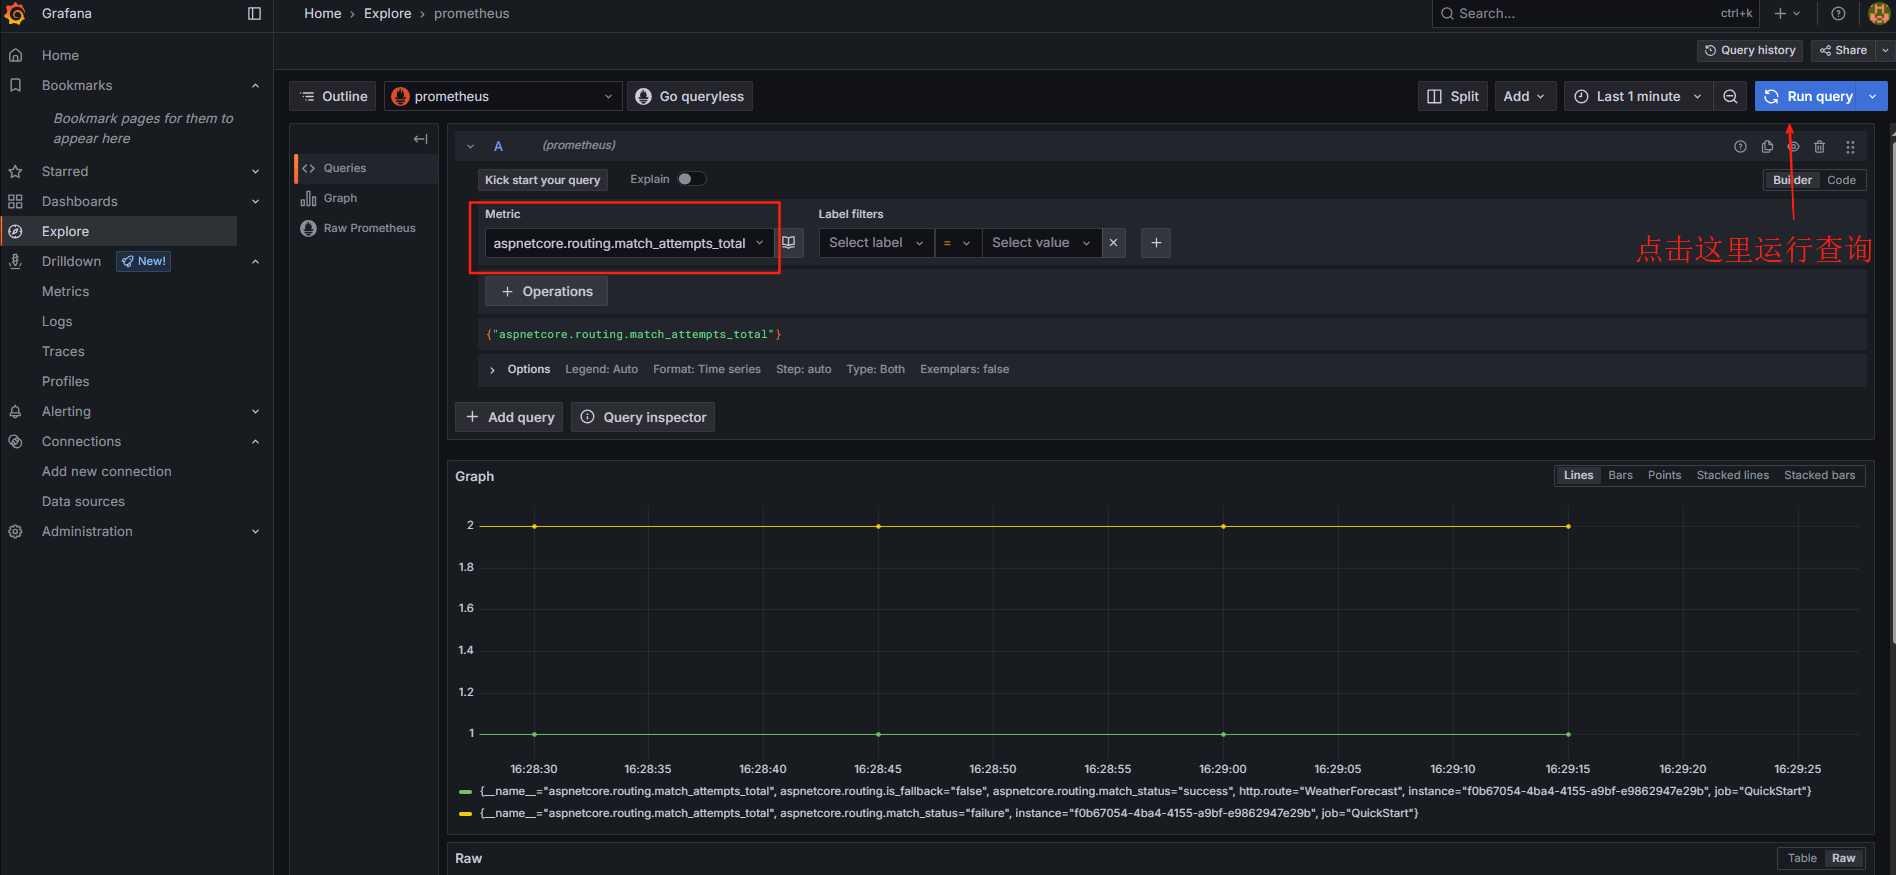 Grafana
Home › Explore › prometheus
Search...
ctrl+k
Query history
Share
Home
Bookmarks
Bookmark pages for them to
appear here
Starred
Dashboards
Explore
Drilldown
New!
Metrics
Logs
Traces
Profiles
Alerting
Connections
Add new connection
Data sources
Administration
Outline
prometheus
Go queryless
Split
Add
Last 1 minute
Run query
Queries
Graph
Raw Prometheus
A
(prometheus)
Kick start your query
Explain
Builder
Code
Metric
Label filters
aspnetcore.routing.match_attempts_total
Select label
=
Select value
点击这里运行查询
+ Operations
{"aspnetcore.routing.match_attempts_total"}
Options
Legend: Auto
Format: Time series
Step: auto
Type: Both
Exemplars: false
+ Add query
Query inspector
Graph
Lines
Bars
Points
Stacked lines
Stacked bars
2
1.8
1.6
1.4
1.2
1
16:28:30
16:28:35
16:28:40
16:28:45
16:28:50
16:28:55
16:29:00
16:29:05
16:29:10
16:29:15
16:29:20
16:29:25
{__name__="aspnetcore.routing.match_attempts_total", aspnetcore.routing.is_fallback="false", aspnetcore.routing.match_status="success", http.route="WeatherForecast", instance="f0b67054-4ba4-4155-a9bf-e9862947e29b", job="QuickStart"}
{__name__="aspnetcore.routing.match_attempts_total", aspnetcore.routing.match_status="failure", instance="f0b67054-4ba4-4155-a9bf-e9862947e29b", job="QuickStart"}
Raw
Table
Raw